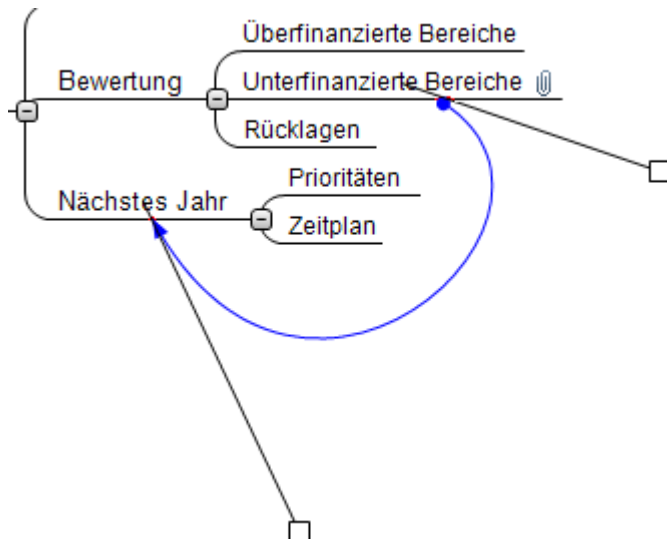 Überfinanzierte Bereiche
Bewertung
Unterfinanzierte Bereiche
Rücklagen
Prioritäten
Nächstes Jahr
Zeitplan